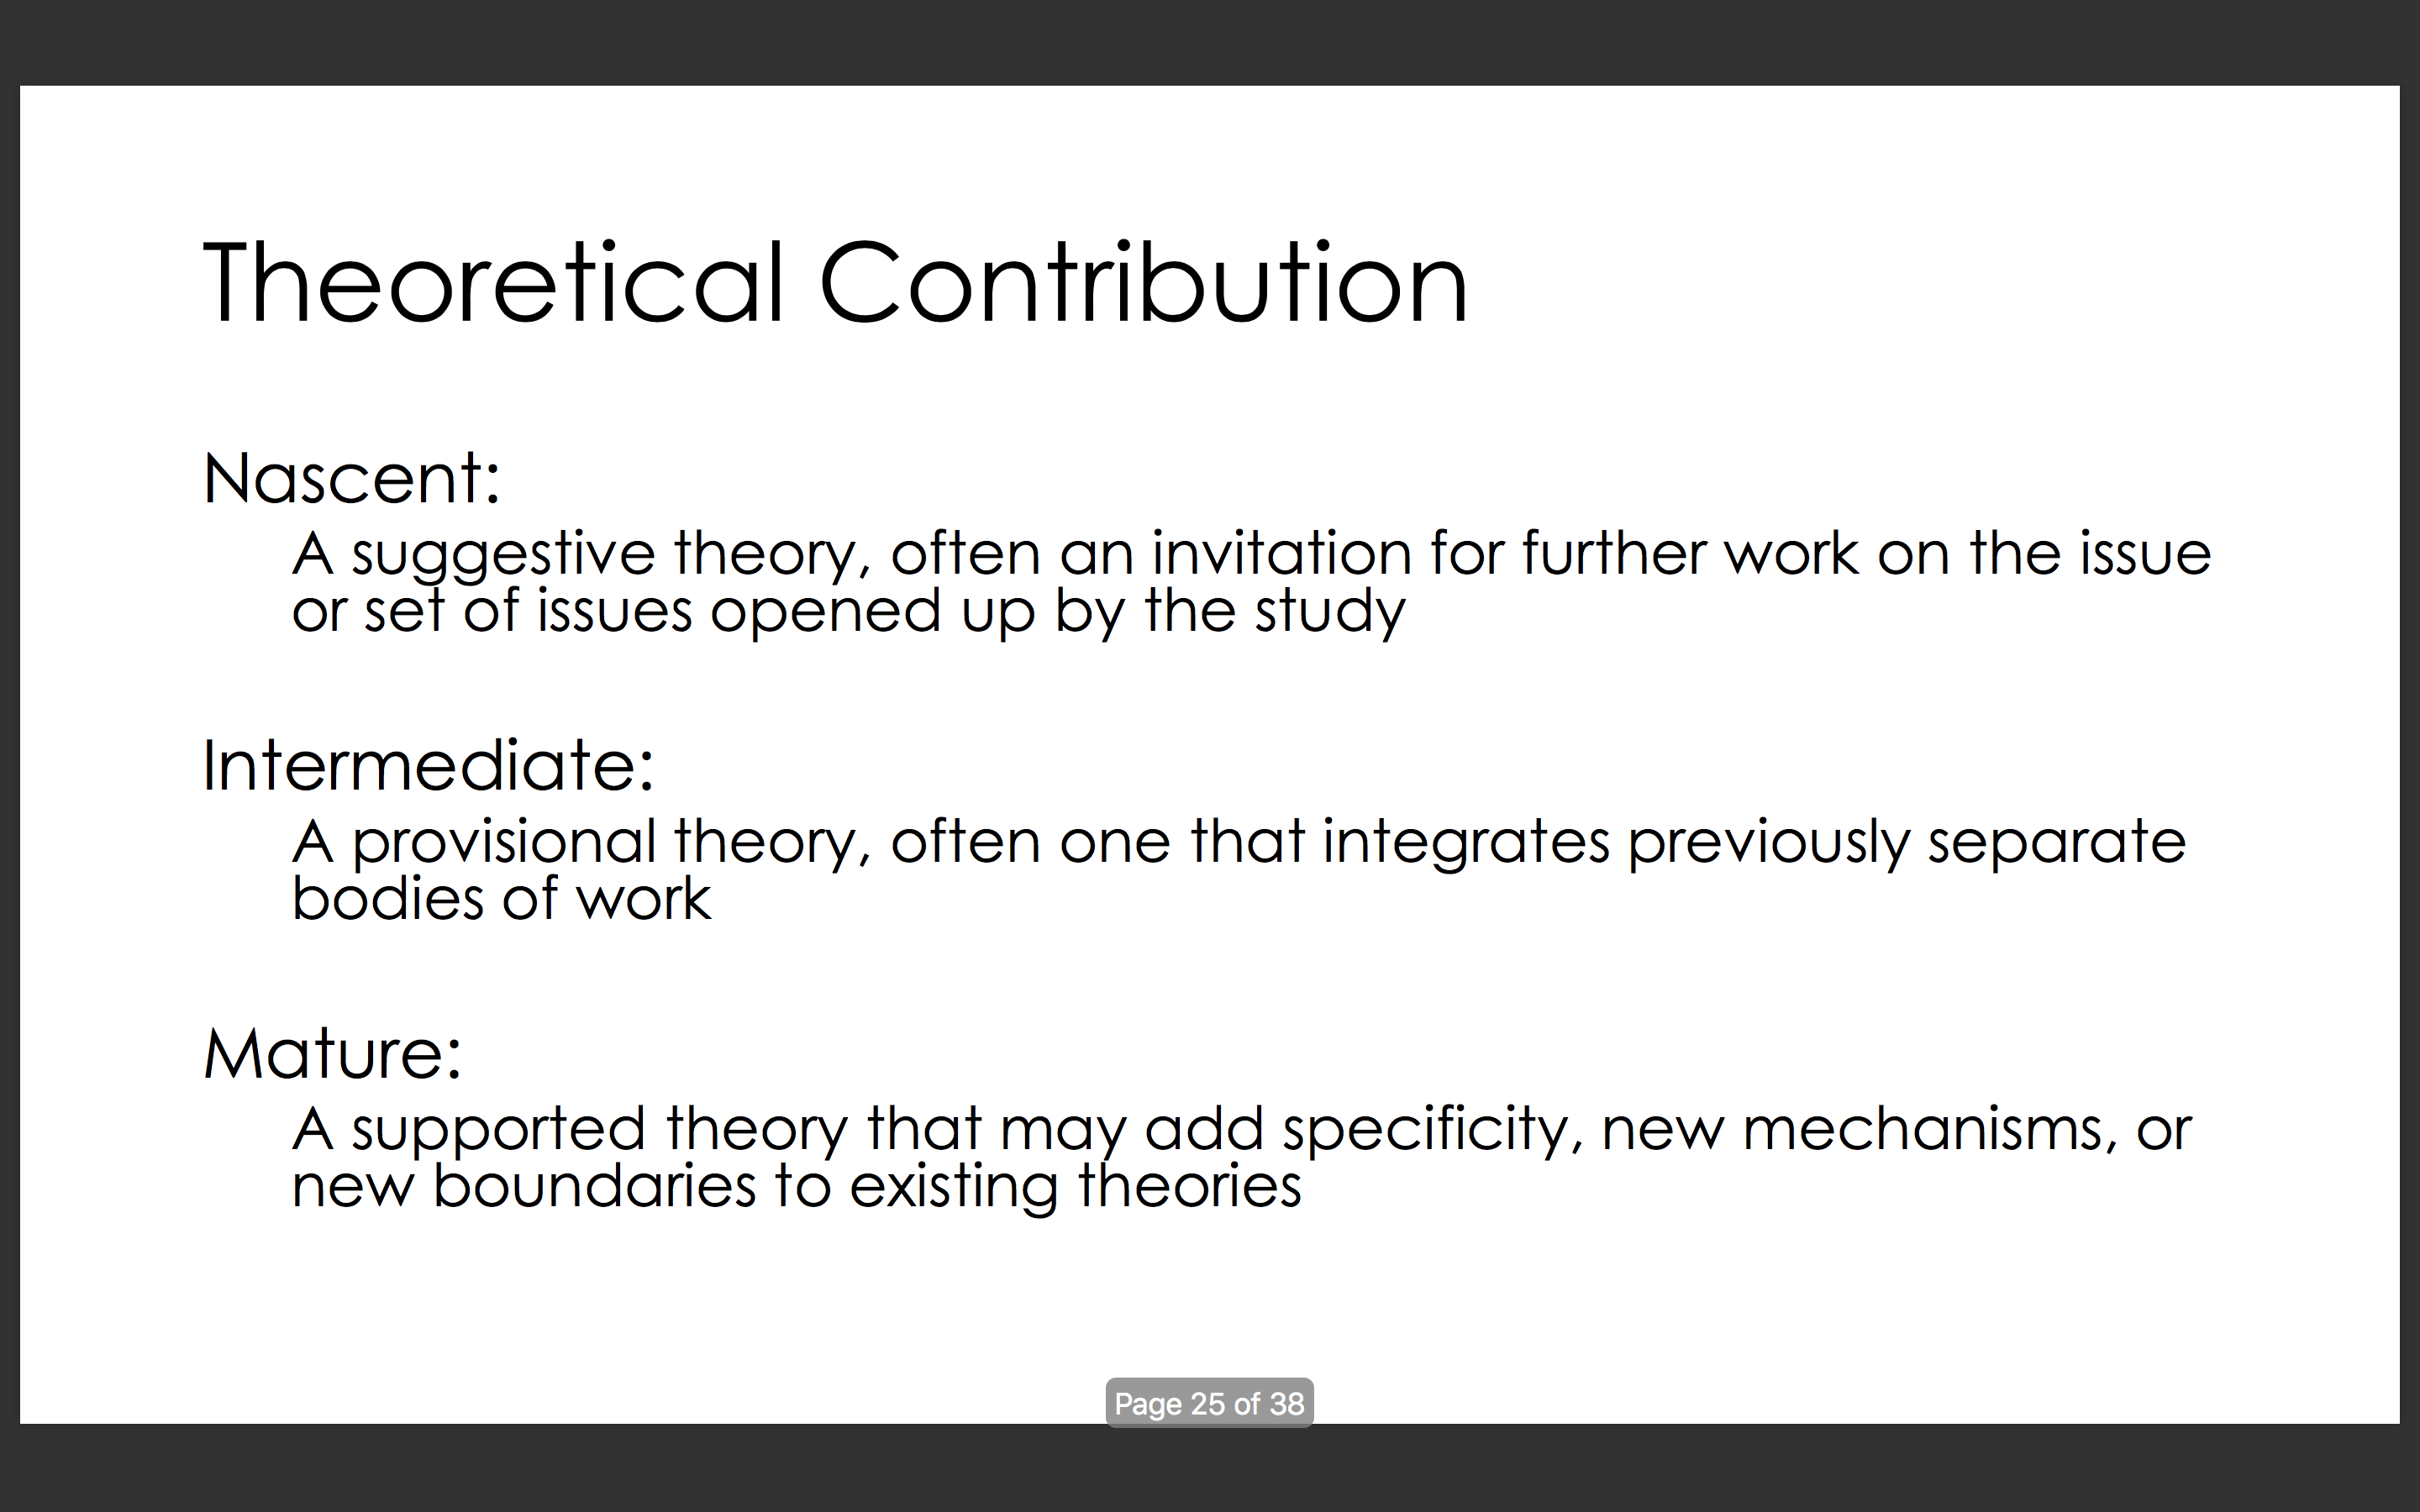 Theoretical Contribution
Nascent:
A suggestive theory, often an invitation for further work on the issue
or set of issues opened up by the study
Intermediate:
A provisional theory, often one that integrates previously separate
bodies of work
Mature:
A supported theory that may add specificity, new mechanisms, or
new boundaries to existing theories
Page 25 of 38